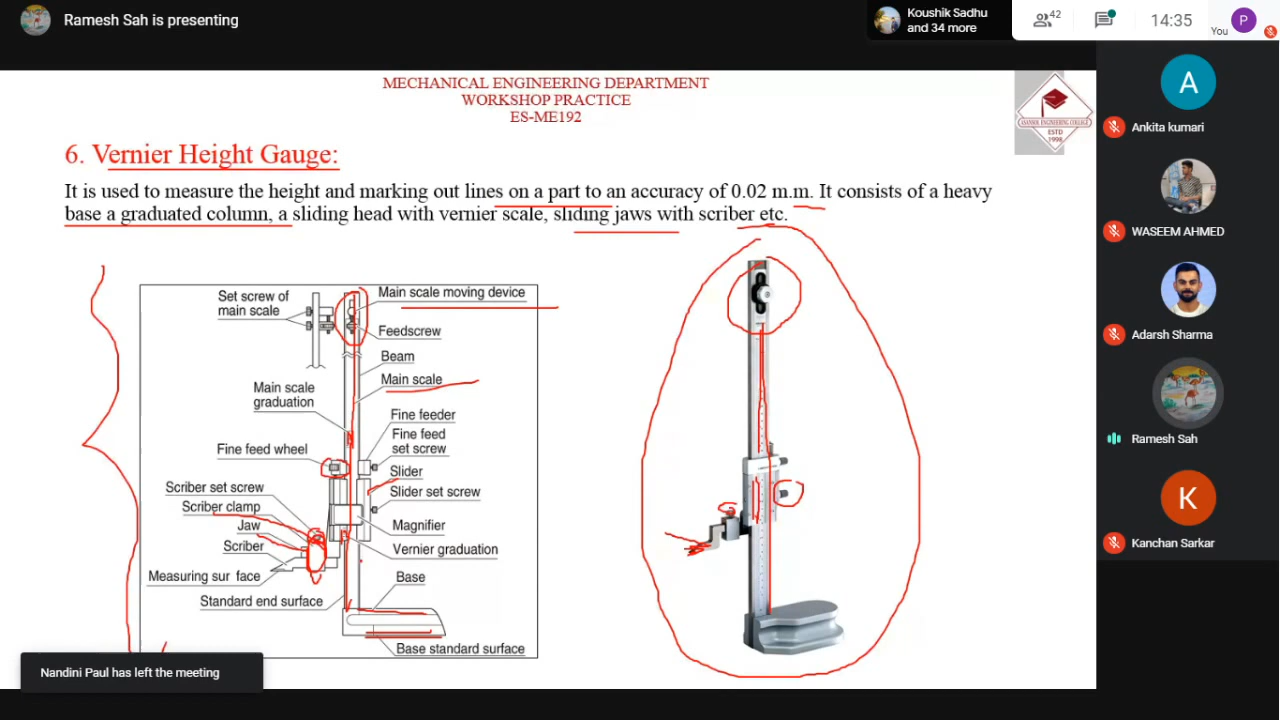 Ramesh Sah is presenting
Koushik Sadhu
and 34 more
42
14:35
You
P
MECHANICAL ENGINEERING DEPARTMENT
WORKSHOP PRACTICE
ES-ME192
ASANSOL ENGINEERING COLLEGE
ESTD
1998
6. Vernier Height Gauge:
It is used to measure the height and marking out lines on a part to an accuracy of 0.02 m.m. It consists of a heavy
base a graduated column, a sliding head with vernier scale, sliding jaws with scriber etc.
Set screw of
main scale
Main scale moving device
Feedscrew
Beam
Main scale
Main scale
graduation
Fine feeder
Fine feed
set screw
Fine feed wheel
Slider
Scriber set screw
Slider set screw
Scriber clamp
Jaw
Magnifier
Scriber
Vernier graduation
Measuring sur face
Base
Standard end surface
Base standard surface
A
Ankita kumari
WASEEM AHMED
Adarsh Sharma
Ramesh Sah
K
Kanchan Sarkar
Nandini Paul has left the meeting